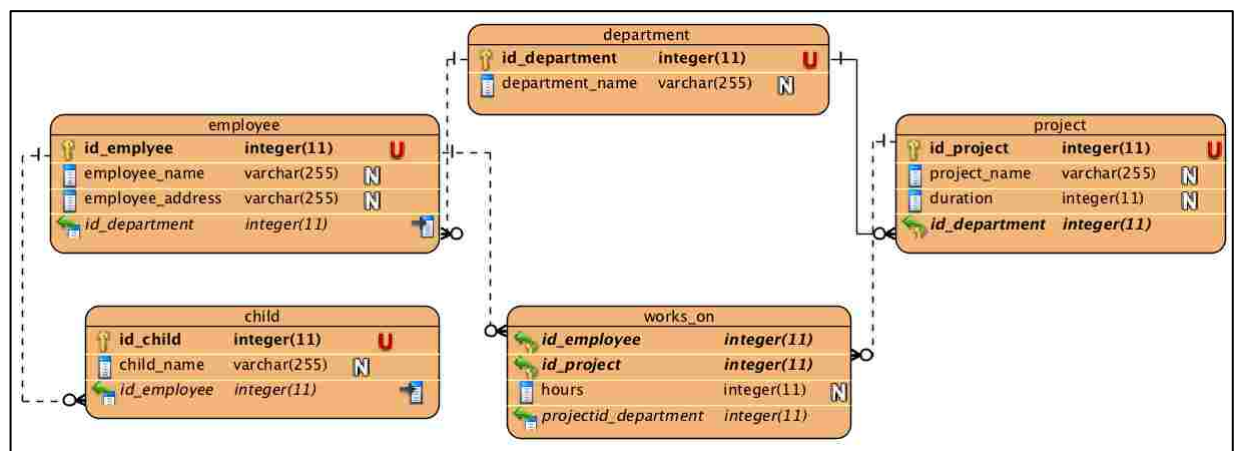 department
id_department integer(11) U
department_name varchar(255) N
employee
id_emplyee integer(11) U
employee_name varchar(255) N
employee_address varchar(255) N
id_department integer(11)
project
id_project integer(11) U
project_name varchar(255) N
duration integer(11) N
id_department integer(11)
child
id_child integer(11) U
child_name varchar(255) N
id_employee integer(11)
works_on
id_employee integer(11)
id_project integer(11)
hours integer(11) N
projectid_department integer(11)